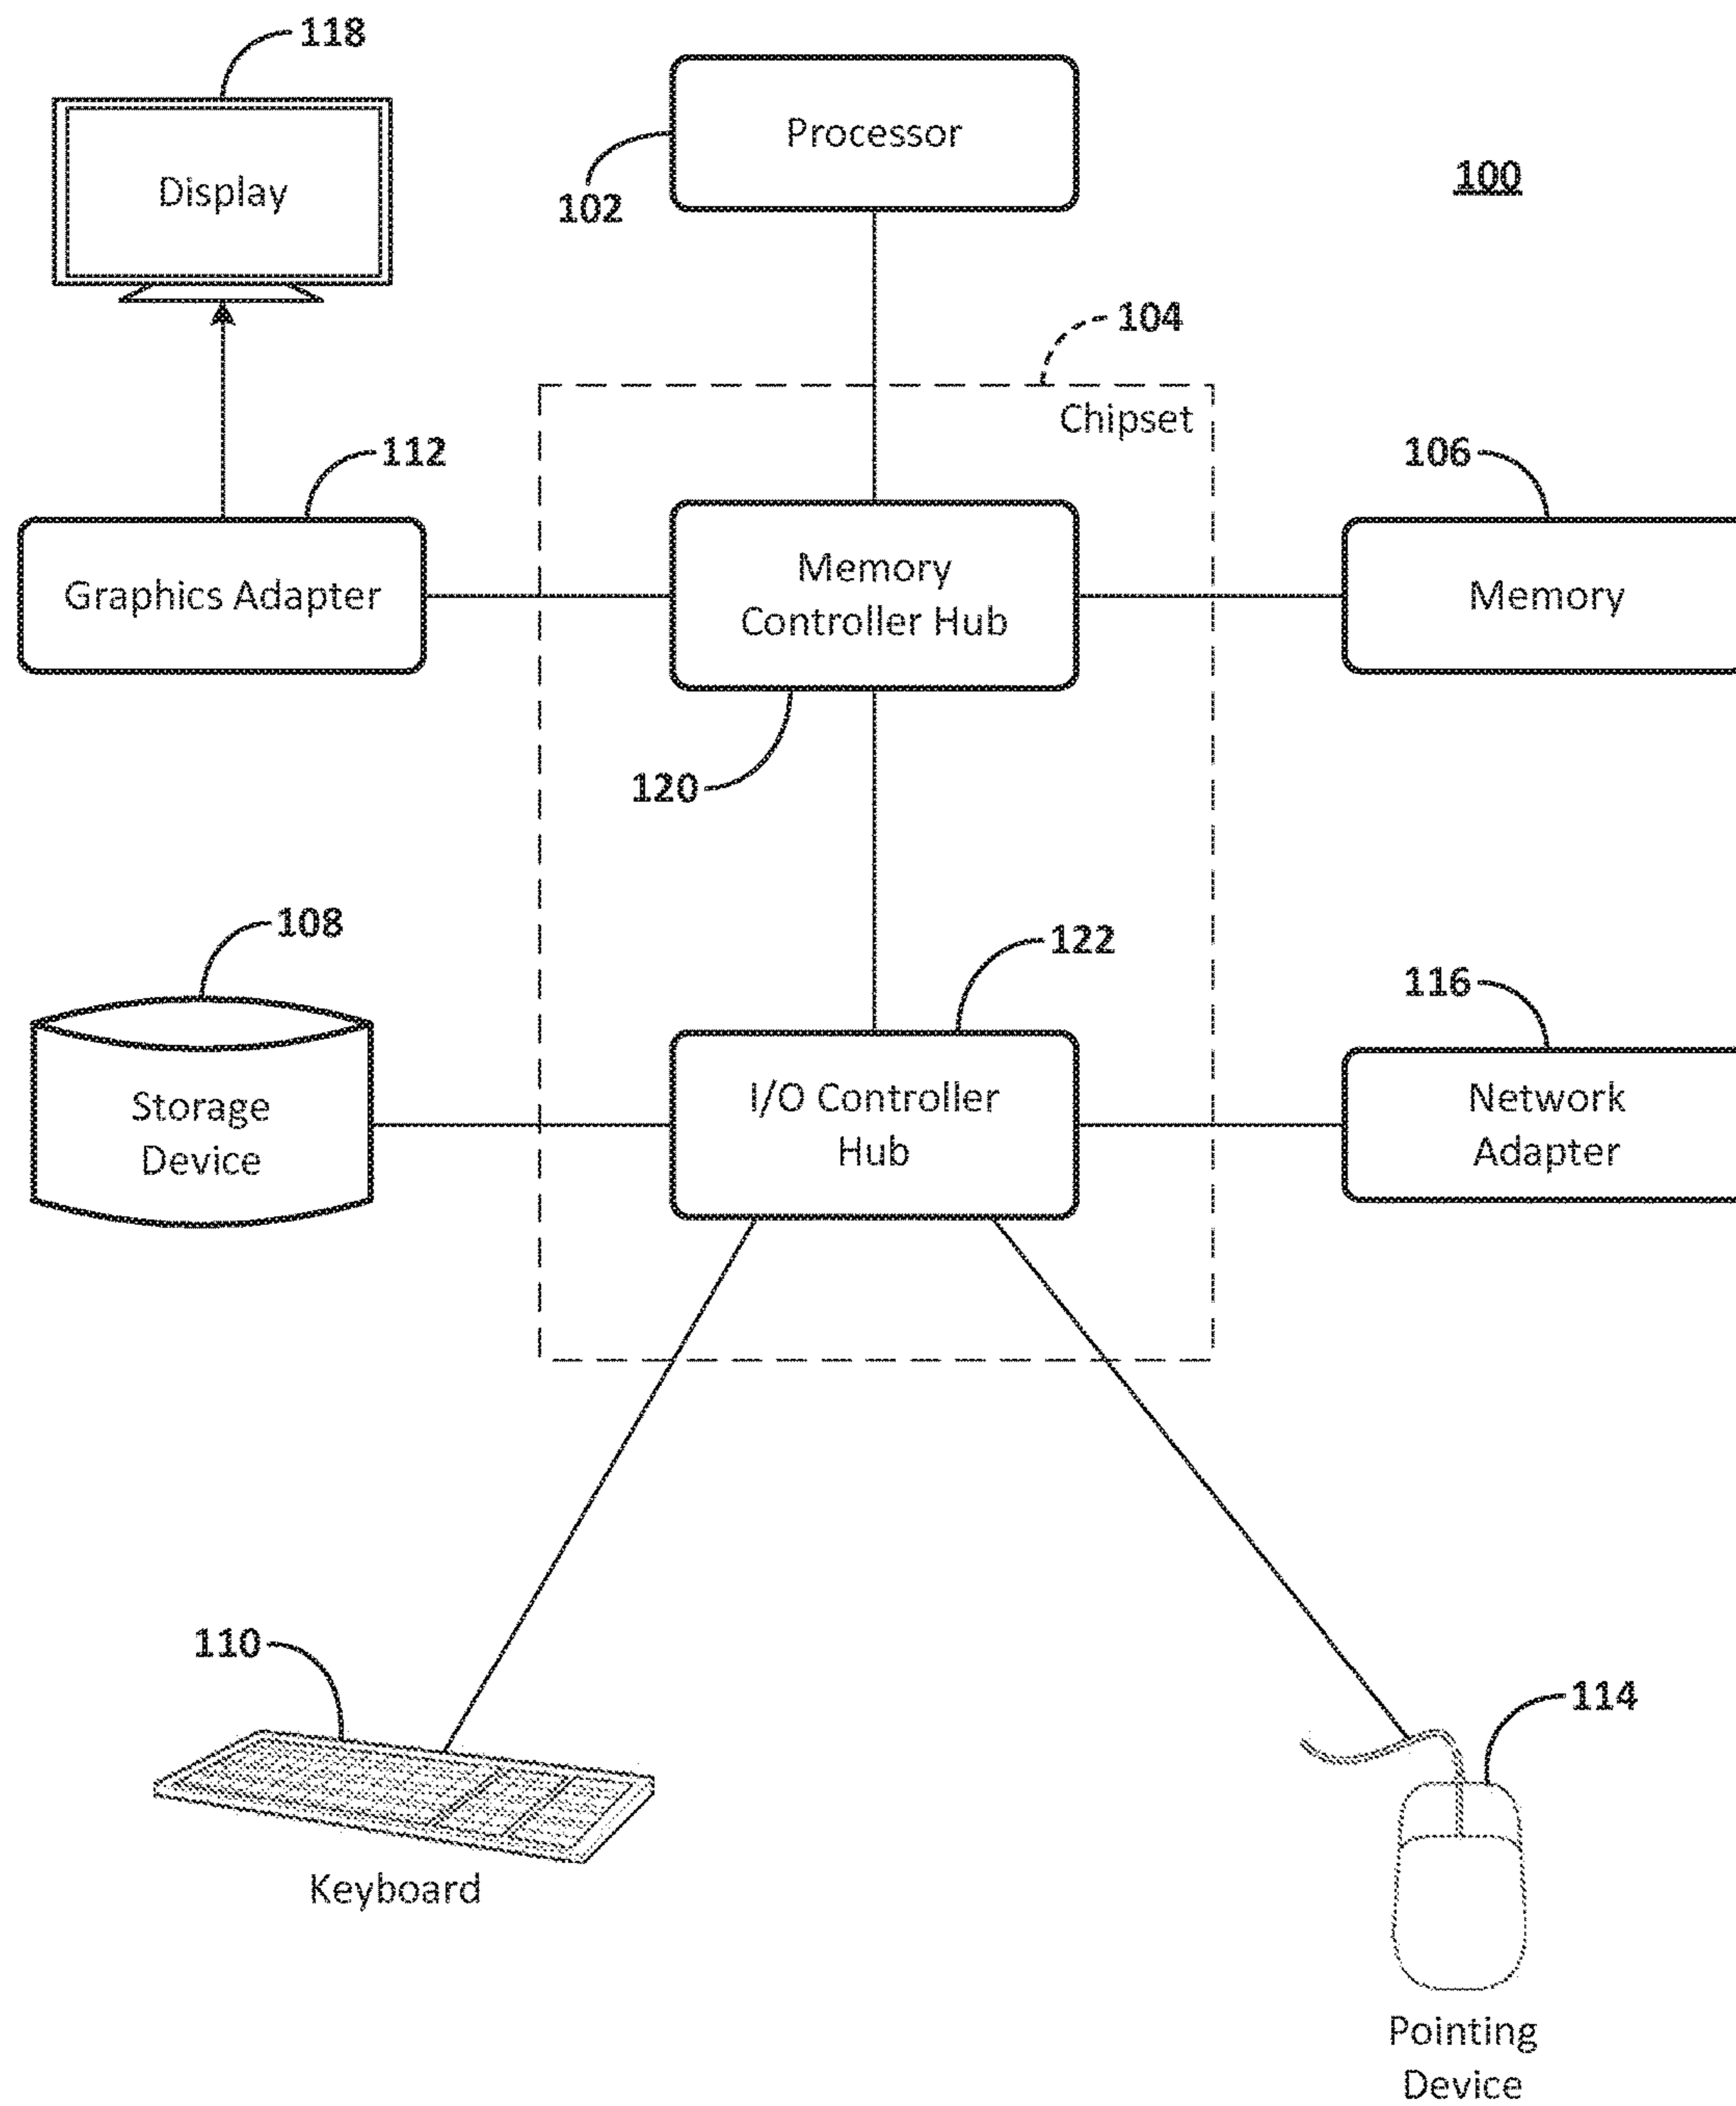 118
Processor
Display
100
102
104
Chipset
112
106
Memory
Controller Hub
Graphics Adapter
Memory
120
108
122
116
I/O Controller
Hub
Storage
Device
Network
Adapter
110
114
Keyboard
Pointing
Device